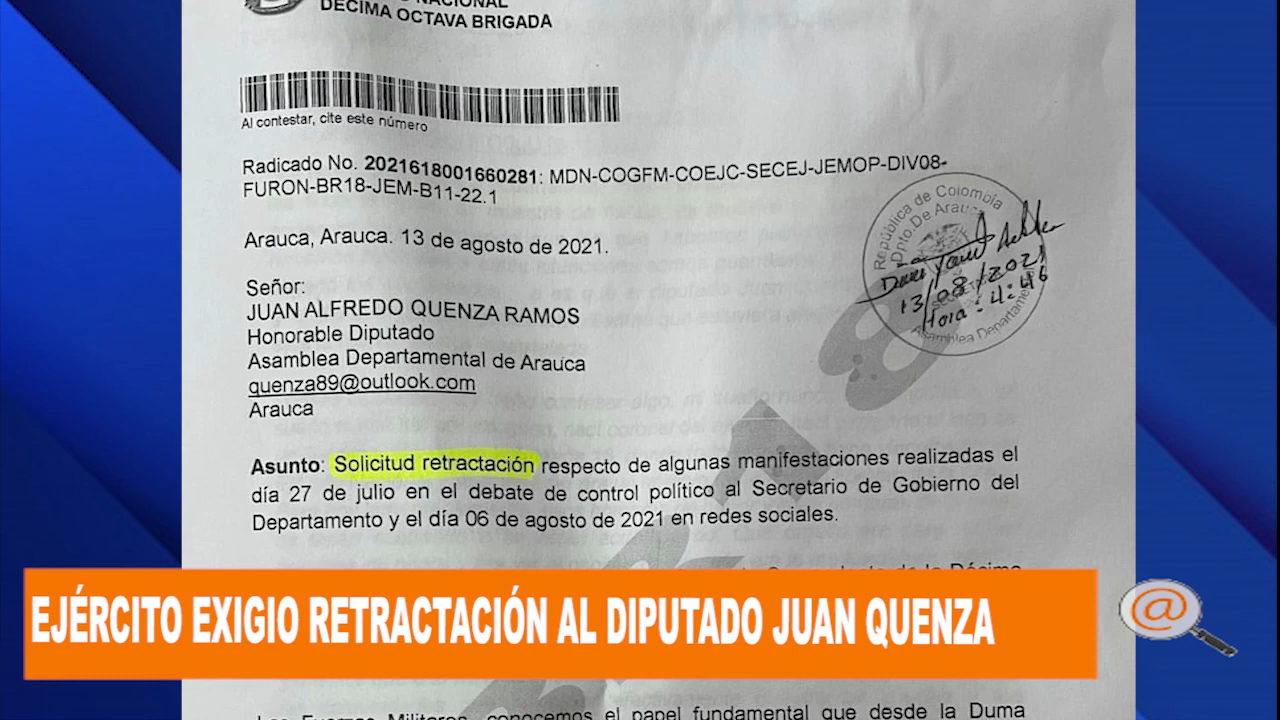 NACIONAL
DÉCIMA OCTAVA BRIGADA
Al contestar, cite este número
Radicado No. 2021618001660281: MDN-COGFM-COEJC-SECEJ-JEMOP-DIV08-
FURON-BR18-JEM-B11-22.1
República de Colombia
Dpto. De Arauca
13/08/2021
Hora: 4:46
Asamblea Departamental
Arauca, Arauca. 13 de agosto de 2021.
Señor:
JUAN ALFREDO QUENZA RAMOS
Honorable Diputado
Asamblea Departamental de Arauca
quenza89@outlook.com
Arauca
Asunto: Solicitud retractación respecto de algunas manifestaciones realizadas el
día 27 de julio en el debate de control político al Secretario de Gobierno del
Departamento y el día 06 de agosto de 2021 en redes sociales.
EJÉRCITO EXIGIO RETRACTACIÓN AL DIPUTADO JUAN QUENZA
@
Las Fuerzas Militares, conocemos el papel fundamental que desde la Duma